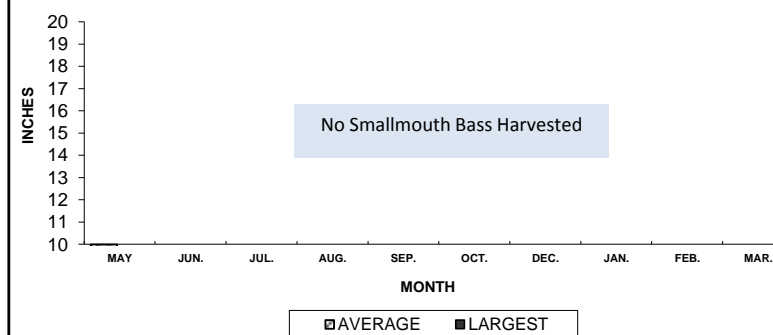 20
19
18
17
16
15
14
13
12
11
10
INCHES
No Smallmouth Bass Harvested
MAY JUN. JUL. AUG. SEP. OCT. DEC. JAN. FEB. MAR.
MONTH
AVERAGE LARGEST